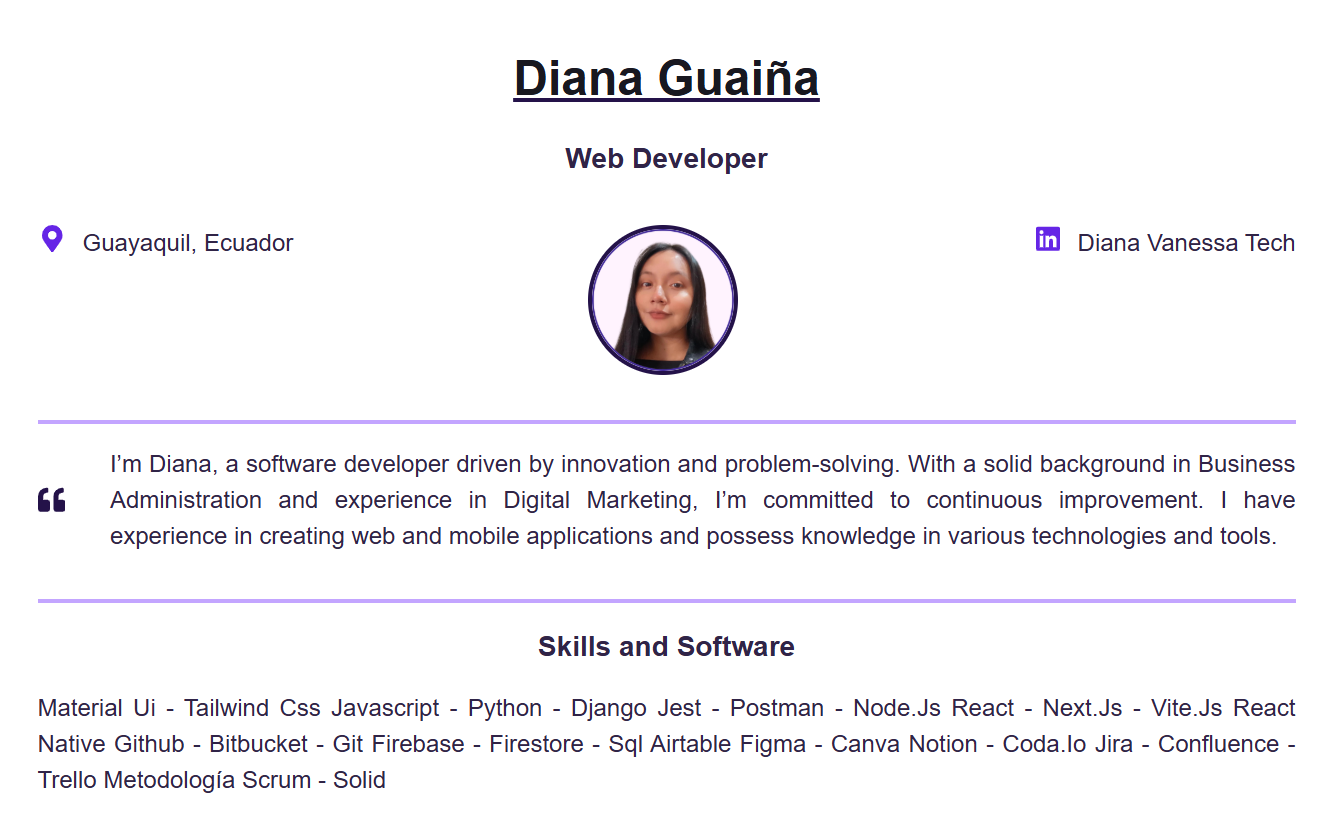 Diana Guaiña
Web Developer
Guayaquil, Ecuador
in Diana Vanessa Tech
I’m Diana, a software developer driven by innovation and problem-solving. With a solid background in Business
Administration and experience in Digital Marketing, I’m committed to continuous improvement. I have
experience in creating web and mobile applications and possess knowledge in various technologies and tools.
Skills and Software
Material Ui - Tailwind Css Javascript - Python - Django Jest - Postman - Node.Js React - Next.Js - Vite.Js React
Native Github - Bitbucket - Git Firebase - Firestore - Sql Airtable Figma - Canva Notion - Coda.Io Jira - Confluence -
Trello Metodología Scrum - Solid